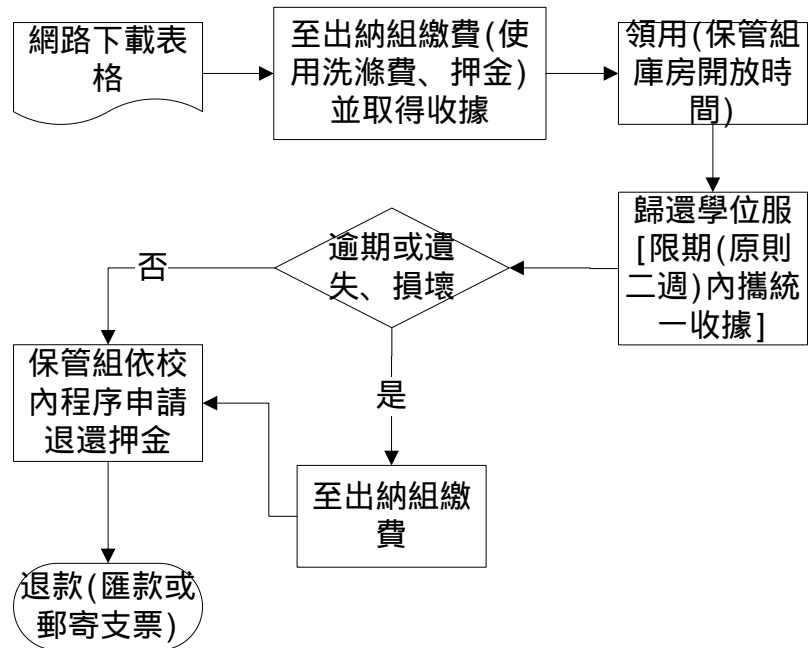 網路下載表
格
至出納組繳費(使
用洗滌費、押金)
並取得收據
領用(保管組
庫房開放時
間)
歸還學位服
[限期(原則
二週)內攜統
一收據]
逾期或遺
失、損壞
否
是
保管組依校
內程序申請
退還押金
至出納組繳
費
退款(匯款或
郵寄支票)